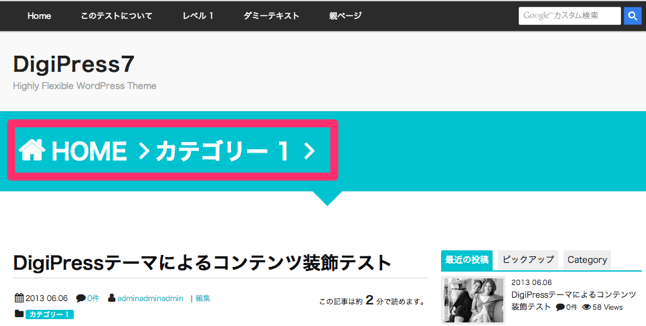 Home このテストについて レベル 1 ダミーテキスト 親ページ Google™ カスタム検索
DigiPress7
Highly Flexible WordPress Theme
HOME カテゴリー 1
DigiPressテーマによるコンテンツ装飾テスト
2013 06.06 0件 adminadminadmin | 編集
この記事は約 2 分で読めます。
カテゴリー 1
最近の投稿 ピックアップ Category
2013 06.06
DigiPressテーマによるコンテンツ
装飾テスト 0件 58 Views